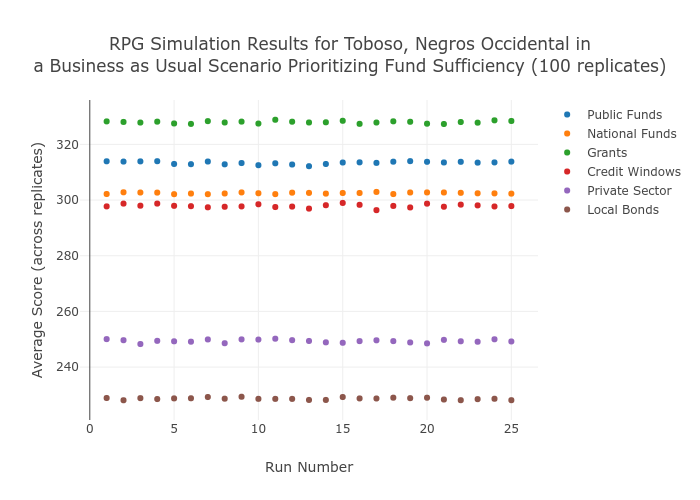 RPG Simulation Results for Toboso, Negros Occidental in
a Business as Usual Scenario Prioritizing Fund Sufficiency (100 replicates)
Public Funds
National Funds
Grants
Credit Windows
Private Sector
Local Bonds
Average Score (across replicates)
320
300
280
260
240
0
5
10
15
20
25
Run Number